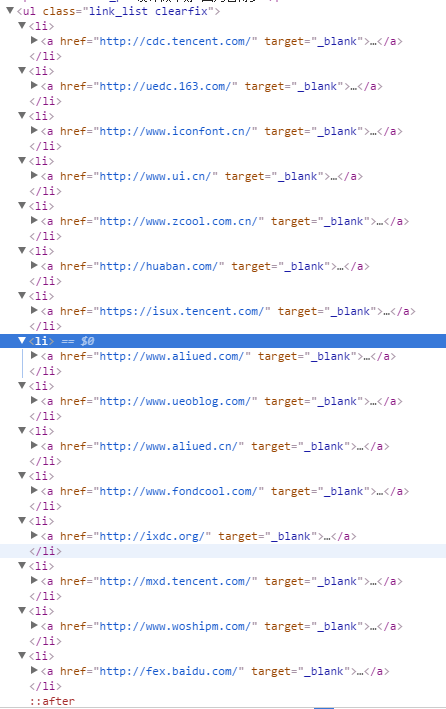 <ul class="link_list clearfix">
<li>
<a href="http://cdc.tencent.com/" target="_blank">…</a>
</li>
<li>
<a href="http://uedc.163.com/" target="_blank">…</a>
</li>
<li>
<a href="http://www.iconfont.cn/" target="_blank">…</a>
</li>
<li>
<a href="http://www.ui.cn/" target="_blank">…</a>
</li>
<li>
<a href="http://www.zcool.com.cn/" target="_blank">…</a>
</li>
<li>
<a href="http://huaban.com/" target="_blank">…</a>
</li>
<li>
<a href="https://isux.tencent.com/" target="_blank">…</a>
</li>
<li> == $0
<a href="http://www.aliued.com/" target="_blank">…</a>
</li>
<li>
<a href="http://www.ueoblog.com/" target="_blank">…</a>
</li>
<li>
<a href="http://www.aliued.cn/" target="_blank">…</a>
</li>
<li>
<a href="http://www.fondcool.com/" target="_blank">…</a>
</li>
<li>
<a href="http://ixdc.org/" target="_blank">…</a>
</li>
<li>
<a href="http://mxd.tencent.com/" target="_blank">…</a>
</li>
<li>
<a href="http://www.woshipm.com/" target="_blank">…</a>
</li>
<li>
<a href="http://fex.baidu.com/" target="_blank">…</a>
</li>
::after